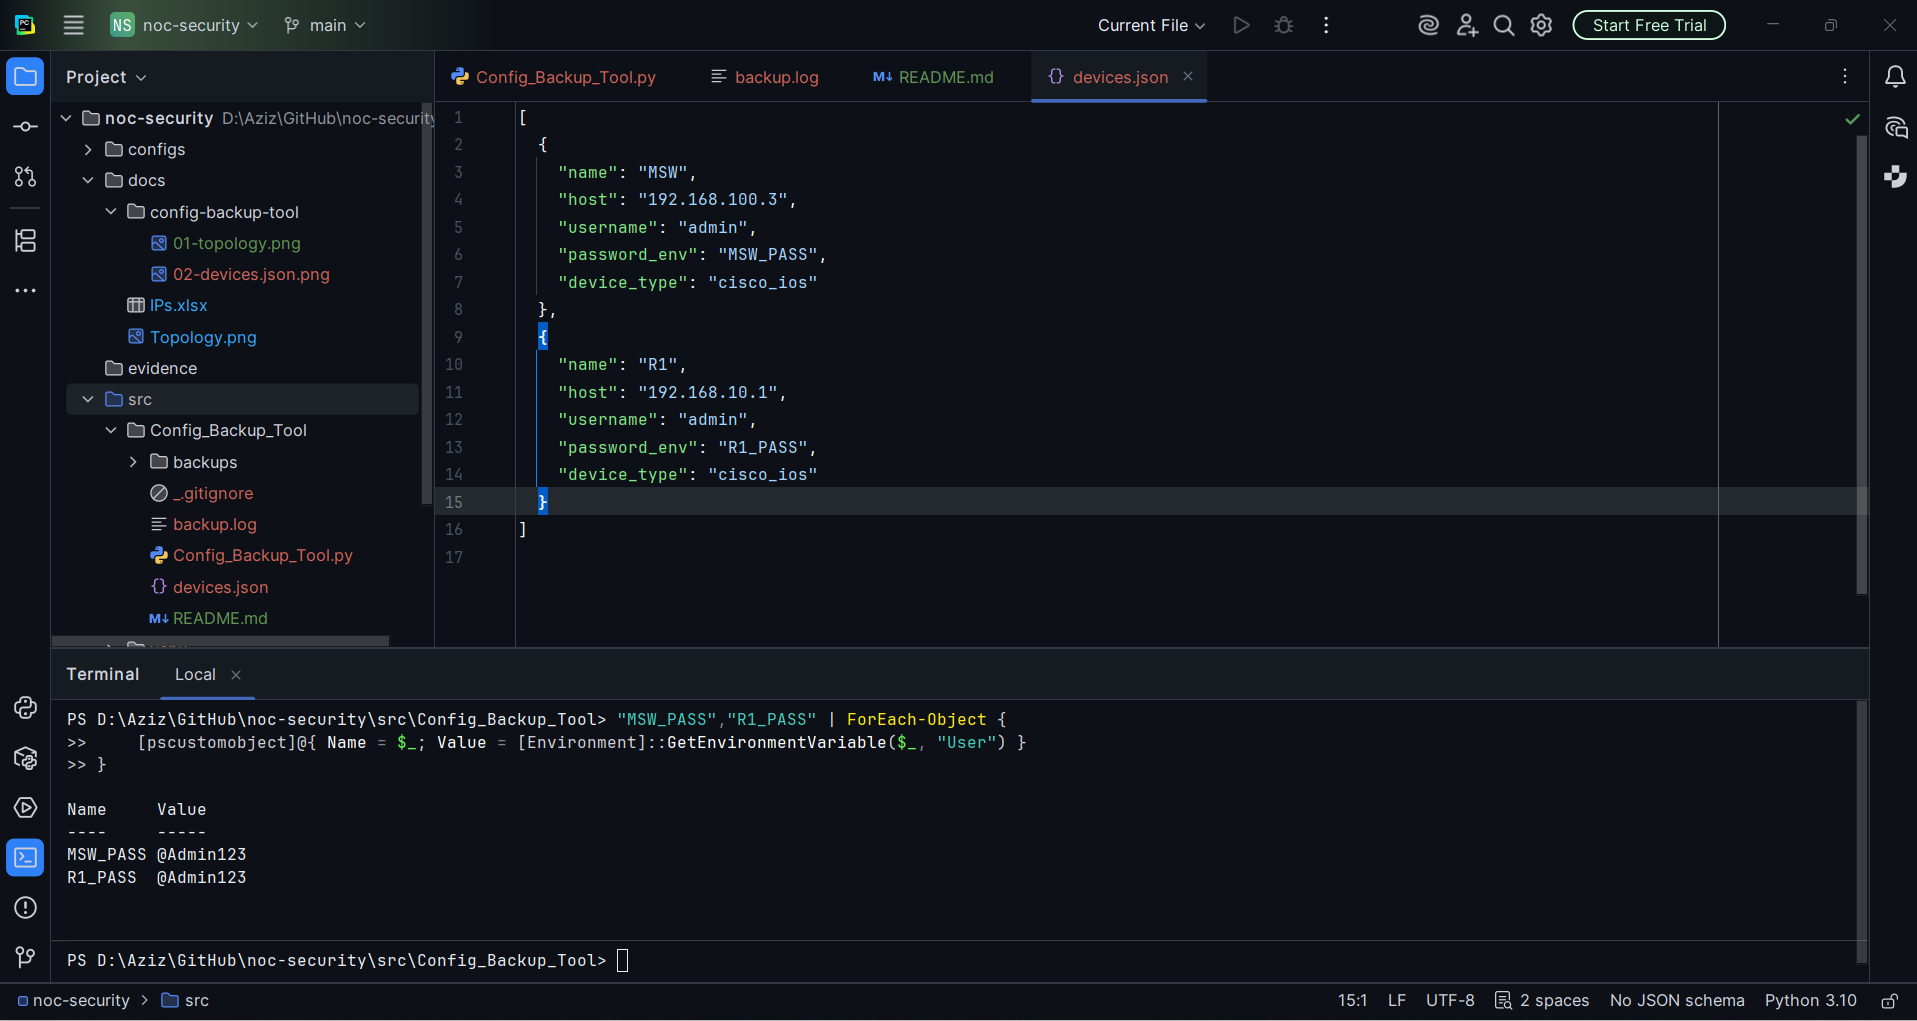 NS noc-security main Current File Start Free Trial
Project
noc-security D:\Aziz\GitHub\noc-security
configs
docs
config-backup-tool
01-topology.png
02-devices.json.png
IPs.xlsx
Topology.png
evidence
src
Config_Backup_Tool
backups
_.gitignore
backup.log
Config_Backup_Tool.py
devices.json
README.md
Config_Backup_Tool.py backup.log README.md devices.json
1 [
2 {
3 "name": "MSW",
4 "host": "192.168.100.3",
5 "username": "admin",
6 "password_env": "MSW_PASS",
7 "device_type": "cisco_ios"
8 },
9 {
10 "name": "R1",
11 "host": "192.168.10.1",
12 "username": "admin",
13 "password_env": "R1_PASS",
14 "device_type": "cisco_ios"
15 }
16 ]
17
Terminal Local
PS D:\Aziz\GitHub\noc-security\src\Config_Backup_Tool> "MSW_PASS","R1_PASS" | ForEach-Object {
>> [pscustomobject]@{ Name = $_; Value = [Environment]::GetEnvironmentVariable($_, "User") }
>> }
Name Value
---- -----
MSW_PASS @Admin123
R1_PASS @Admin123
PS D:\Aziz\GitHub\noc-security\src\Config_Backup_Tool>
noc-security > src 15:1 LF UTF-8 2 spaces No JSON schema Python 3.10